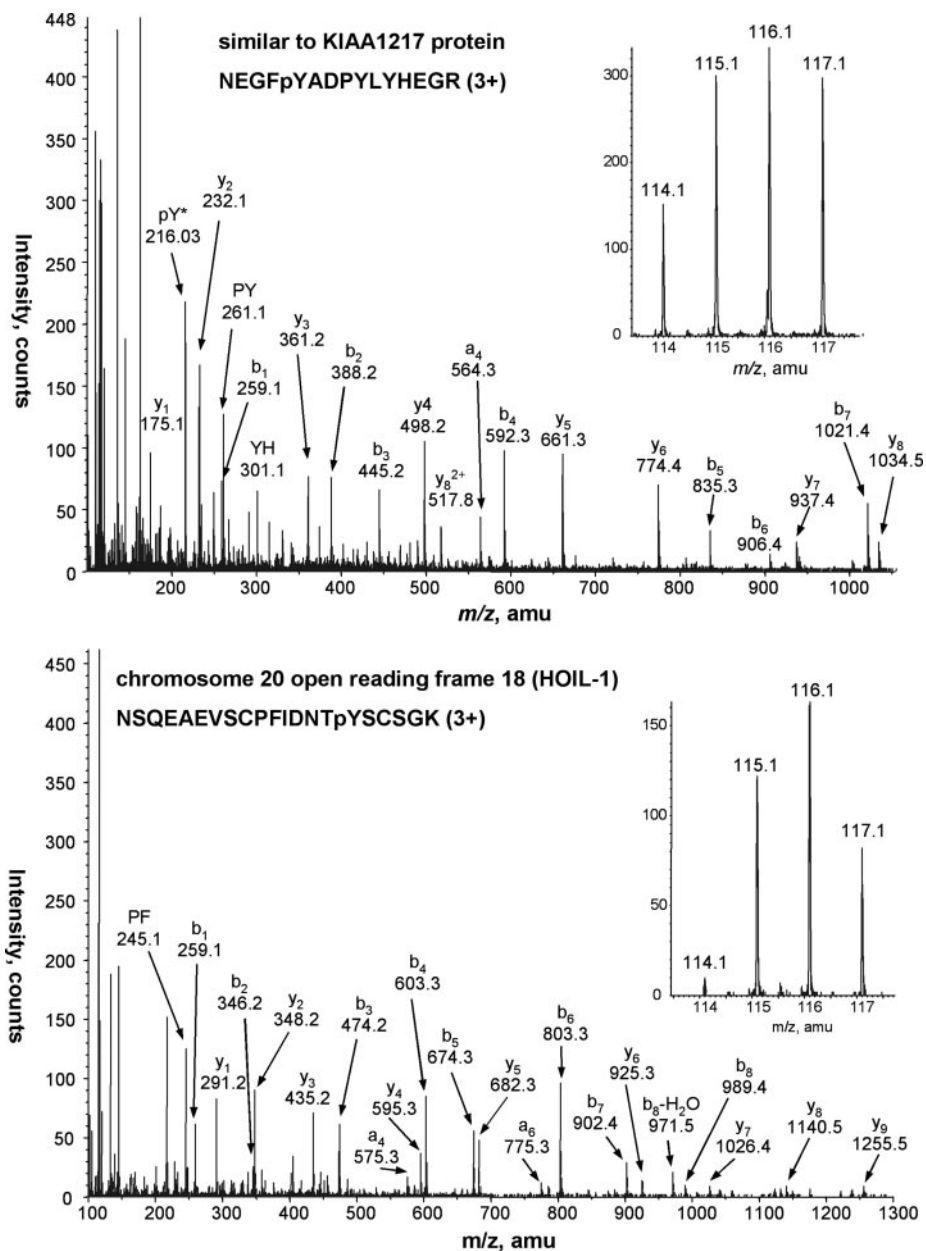 448
similar to KIAA1217 protein
NEGFpYADPYLYHEGR (3+)
Intensity, counts
400
350
300
250
200
150
100
50
0
pY*
216.03
y2
232.1
PY
261.1
b1
259.1
y1
175.1
YH
301.1
y3
361.2
b2
388.2
b3
445.2
y4
498.2
y8 2+
517.8
a4
564.3
b4
592.3
y5
661.3
y6
774.4
b5
835.3
b6
906.4
y7
937.4
b7
1021.4
y8
1034.5
200 300 400 500 600 700 800 900 1000
m/z, amu
114.1
115.1
116.1
117.1
300
200
100
0
114 115 116 117
m/z, amu
chromosome 20 open reading frame 18 (HOIL-1)
NSQEAEVSCPFIDNTpYSCSGK (3+)
Intensity, counts
450
400
350
300
250
200
150
100
50
0
PF
245.1
b1
259.1
b2
346.2
y1
291.2
y2
348.2
y3
435.2
b3
474.2
a4
575.3
y4
595.3
b4
603.3
b5
674.3
y5
682.3
a6
775.3
b6
803.3
b7
902.4
y6
925.3
b8-H2O
971.5
b8
989.4
y7
1026.4
y8
1140.5
y9
1255.5
100 200 300 400 500 600 700 800 900 1000 1100 1200 1300
m/z, amu
114.1
115.1
116.1
117.1
150
100
50
0
114 115 116 117
m/z, amu